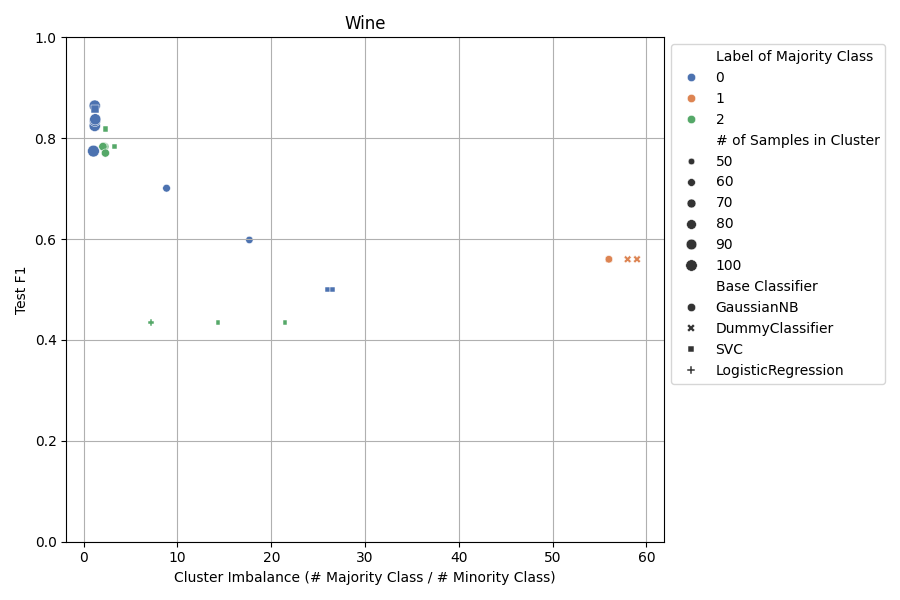 Wine
1.0
0.8
0.6
0.4
0.2
0.0
Test F1
0 10 20 30 40 50 60
Cluster Imbalance (# Majority Class / # Minority Class)
Label of Majority Class
0
1
2
# of Samples in Cluster
50
60
70
80
90
100
Base Classifier
GaussianNB
DummyClassifier
SVC
LogisticRegression